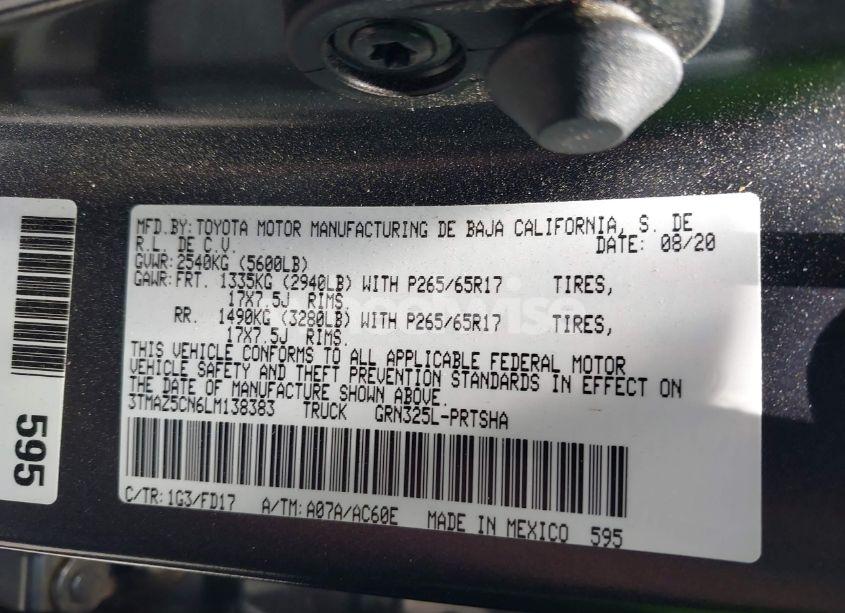 MFD.BY: TOYOTA MOTOR MANUFACTURING DE BAJA CALIFORNIA, S. DE
R.L. DE C.V. DATE: 08/20
GVWR: 2540KG (5600LB)
GAWR: FRT. 1335KG (2940LB) WITH P265/65R17 TIRES,
17X7.5J RIMS.
RR. 1490KG (3280LB) WITH P265/65R17 TIRES,
17X7.5J RIMS.
THIS VEHICLE CONFORMS TO ALL APPLICABLE FEDERAL MOTOR
VEHICLE SAFETY AND THEFT PREVENTION STANDARDS IN EFFECT ON
THE DATE OF MANUFACTURE SHOWN ABOVE.
3TMAZ5CN6LM138383 TRUCK GRN325L-PRTSHA
C/TR: 1G3/FD17 A/TM: A07A/AC60E MADE IN MEXICO 595
595